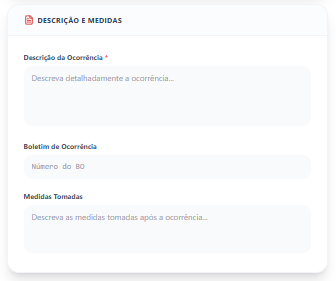 DESCRIÇÃO E MEDIDAS
Descrição da Ocorrência *
Descreva detalhadamente a ocorrência...
Boletim de Ocorrência
Número do BO
Medidas Tomadas
Descreva as medidas tomadas após a ocorrência...